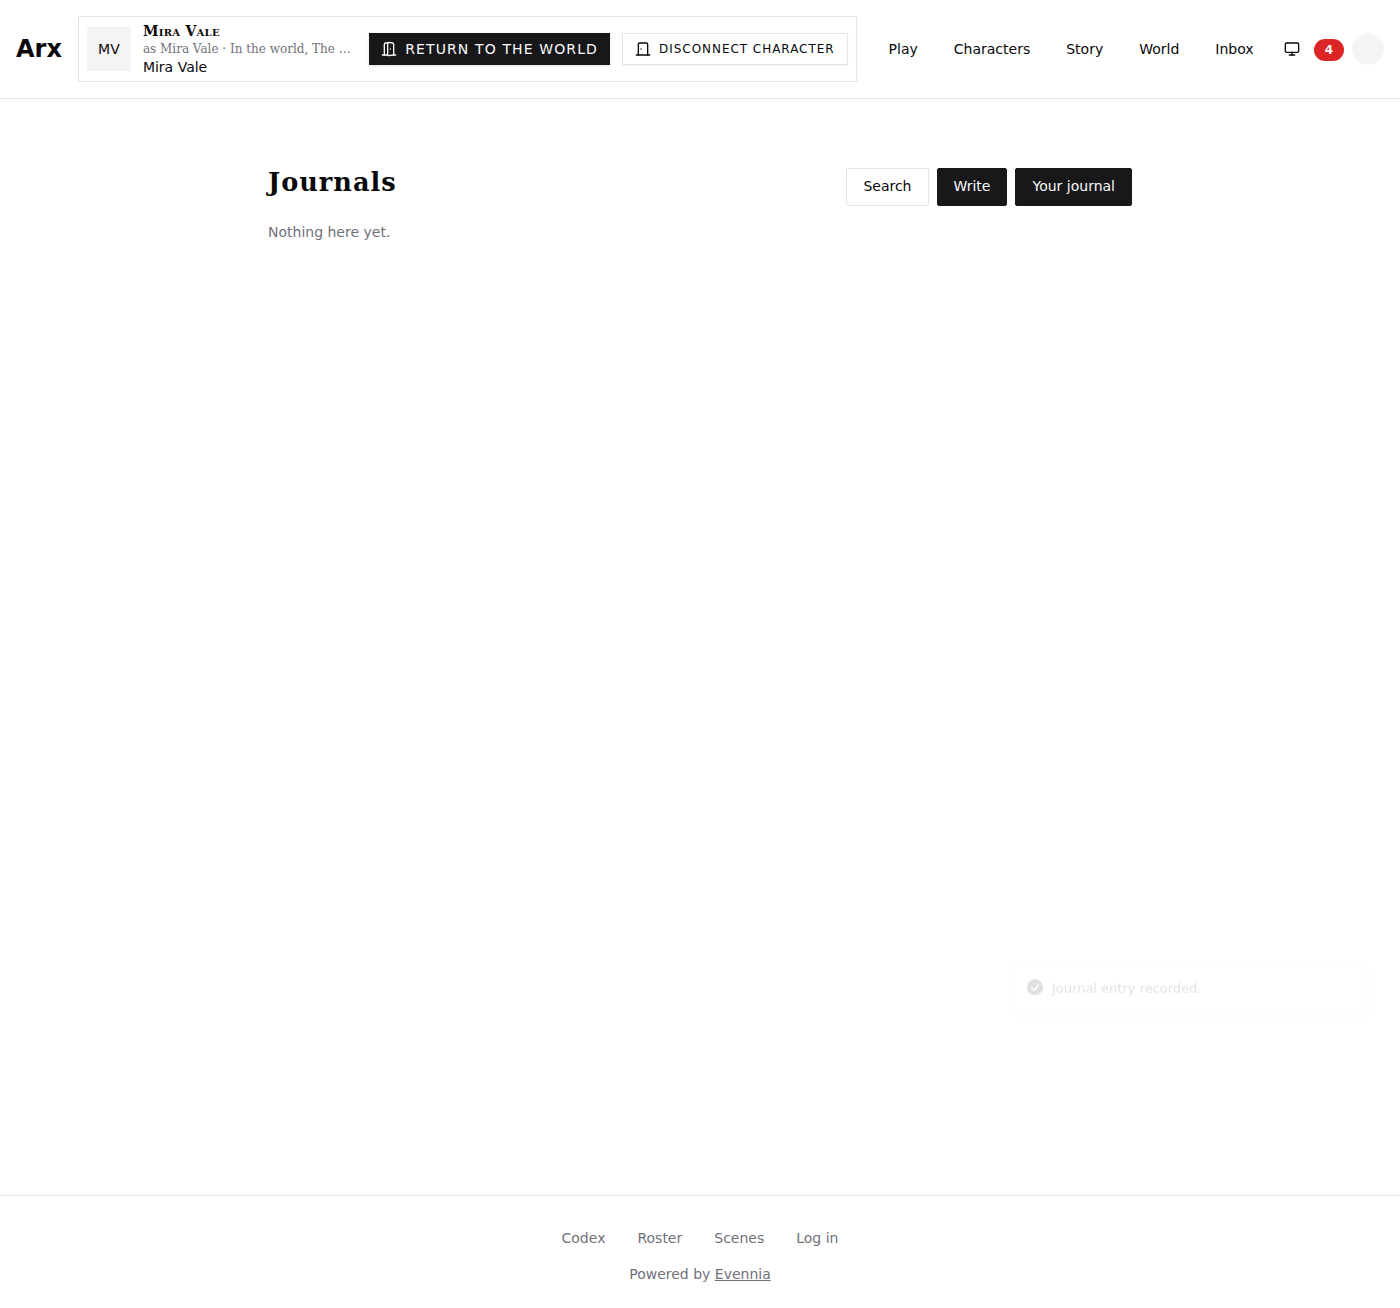 Arx
MV
Mira Vale
as Mira Vale · In the world, The ...
Mira Vale
RETURN TO THE WORLD
DISCONNECT CHARACTER
Play
Characters
Story
World
Inbox
4
Journals
Search
Write
Your journal
Nothing here yet.
Journal entry recorded.
Codex
Roster
Scenes
Log in
Powered by Evennia